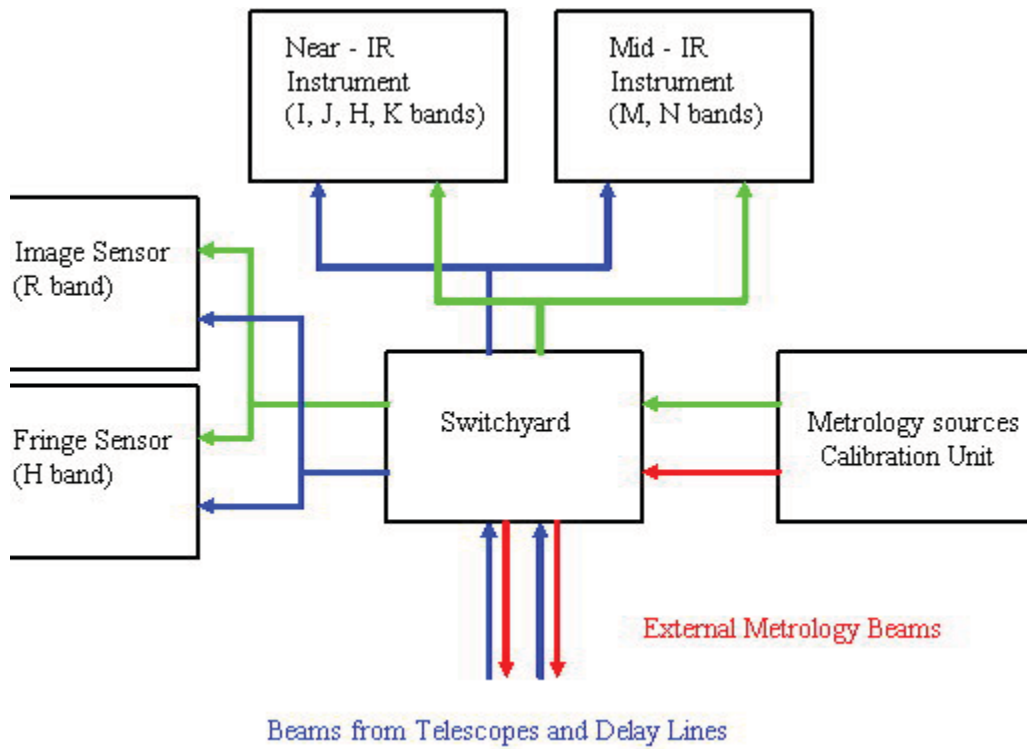 Near - IR
Instrument
(I, J, H, K bands)
Mid - IR
Instrument
(M, N bands)
Image Sensor
(R band)
Fringe Sensor
(H band)
Switchyard
Metrology sources
Calibration Unit
External Metrology Beams
Beams from Telescopes and Delay Lines